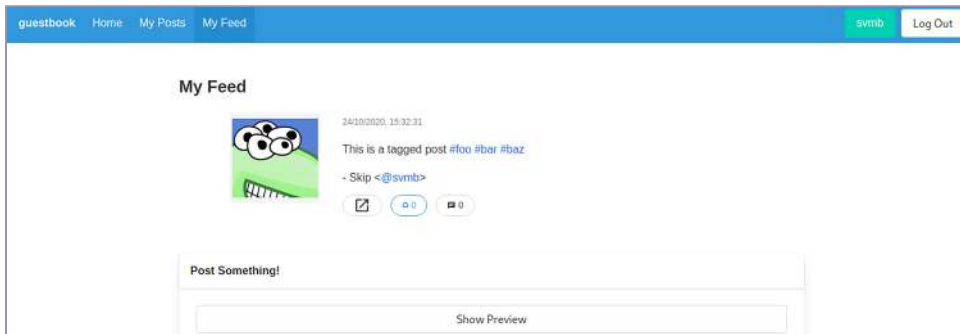 guestbook Home My Posts My Feed svmb Log Out
My Feed
24/10/2020, 15:32:31
This is a tagged post #foo #bar #baz
- Skip <@svmb>
0 0
Post Something!
Show Preview